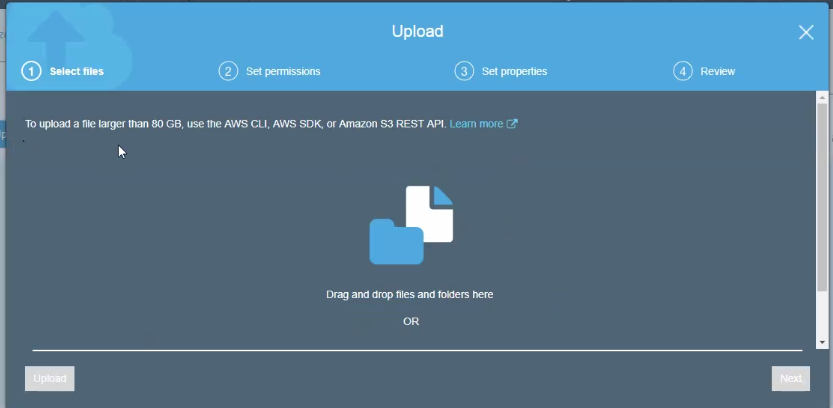 Upload
1 Select files
2 Set permissions
3 Set properties
4 Review
To upload a file larger than 80 GB, use the AWS CLI, AWS SDK, or Amazon S3 REST API. Learn more
Drag and drop files and folders here
OR
Upload
Next